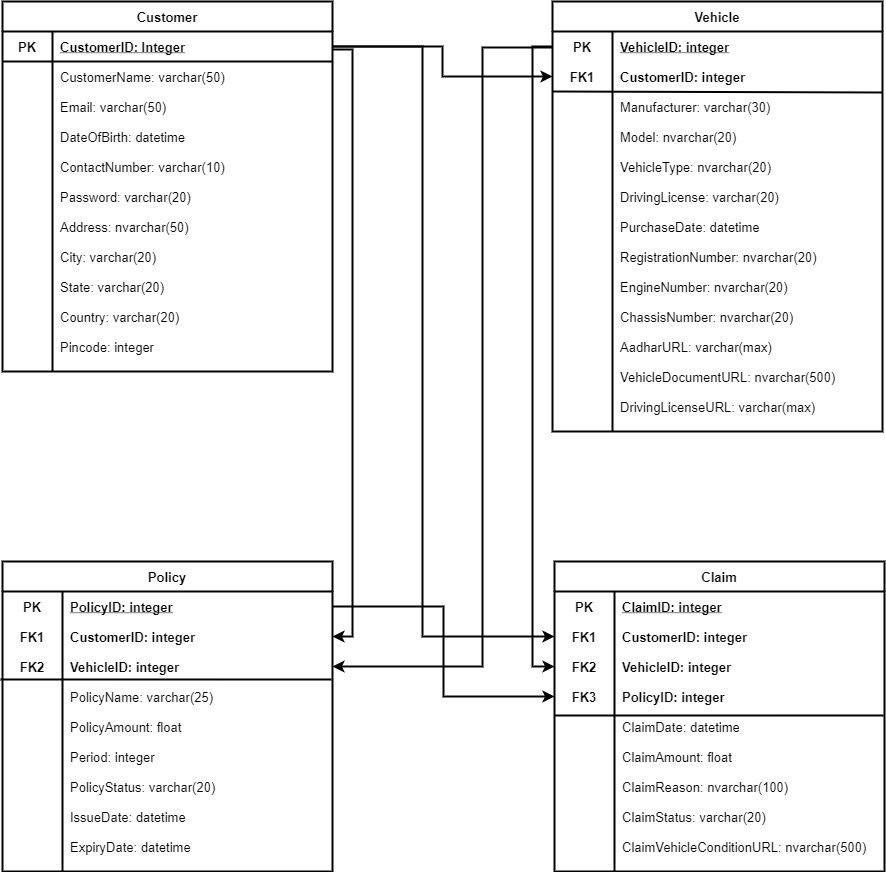 Customer
PK CustomerID: Integer
CustomerName: varchar(50)
Email: varchar(50)
DateOfBirth: datetime
ContactNumber: varchar(10)
Password: varchar(20)
Address: nvarchar(50)
City: varchar(20)
State: varchar(20)
Country: varchar(20)
Pincode: integer
Vehicle
PK VehicleID: integer
FK1 CustomerID: integer
Manufacturer: varchar(30)
Model: nvarchar(20)
VehicleType: nvarchar(20)
DrivingLicense: varchar(20)
PurchaseDate: datetime
RegistrationNumber: nvarchar(20)
EngineNumber: nvarchar(20)
ChassisNumber: nvarchar(20)
AadharURL: varchar(max)
VehicleDocumentURL: nvarchar(500)
DrivingLicenseURL: varchar(max)
Policy
PK PolicyID: integer
FK1 CustomerID: integer
FK2 VehicleID: integer
PolicyName: varchar(25)
PolicyAmount: float
Period: integer
PolicyStatus: varchar(20)
IssueDate: datetime
ExpiryDate: datetime
Claim
PK ClaimID: integer
FK1 CustomerID: integer
FK2 VehicleID: integer
FK3 PolicyID: integer
ClaimDate: datetime
ClaimAmount: float
ClaimReason: nvarchar(100)
ClaimStatus: varchar(20)
ClaimVehicleConditionURL: nvarchar(500)